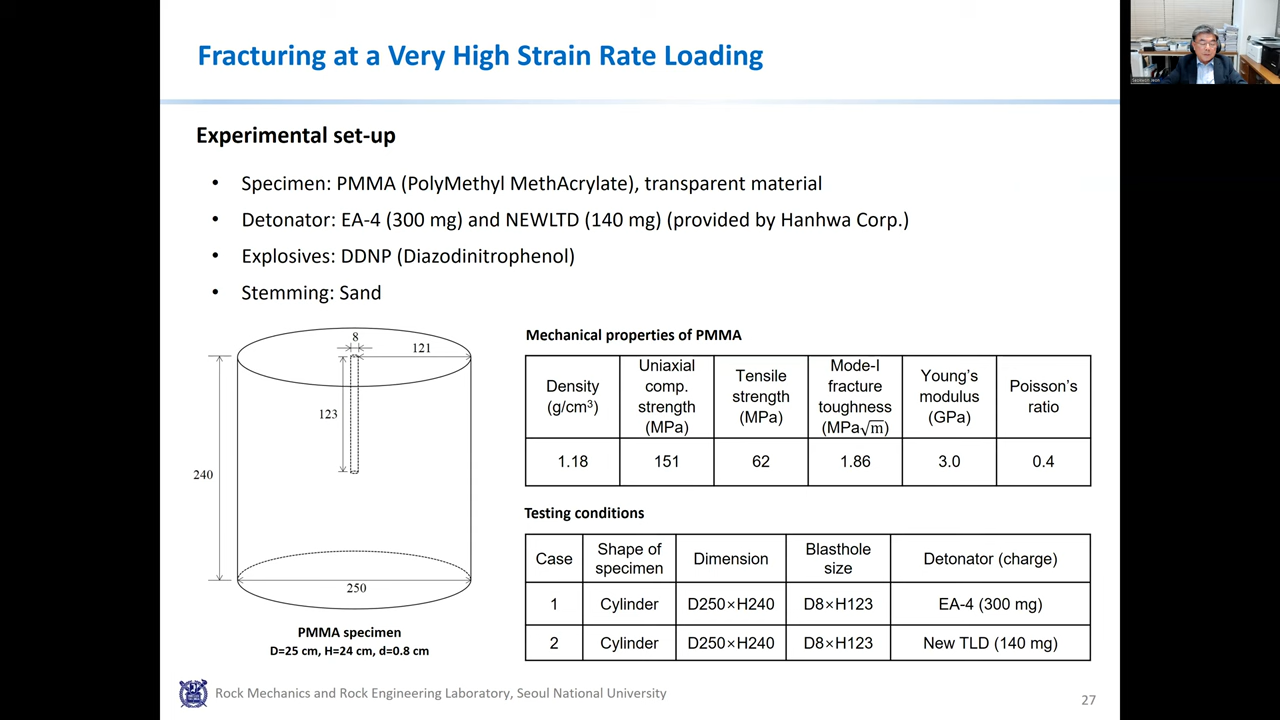 Fracturing at a Very High Strain Rate Loading
Experimental set-up
• Specimen: PMMA (PolyMethyl MethAcrylate), transparent material
• Detonator: EA-4 (300 mg) and NEWLTD (140 mg) (provided by Hanhwa Corp.)
• Explosives: DDNP (Diazodinitrophenol)
• Stemming: Sand
8
121
123
240
250
PMMA specimen
D=25 cm, H=24 cm, d=0.8 cm
Mechanical properties of PMMA
Density (g/cm³) | Uniaxial comp. strength (MPa) | Tensile strength (MPa) | Mode-I fracture toughness (MPa√m) | Young's modulus (GPa) | Poisson's ratio
1.18 | 151 | 62 | 1.86 | 3.0 | 0.4
Testing conditions
Case | Shape of specimen | Dimension | Blasthole size | Detonator (charge)
1 | Cylinder | D250×H240 | D8×H123 | EA-4 (300 mg)
2 | Cylinder | D250×H240 | D8×H123 | New TLD (140 mg)
Rock Mechanics and Rock Engineering Laboratory, Seoul National University
27